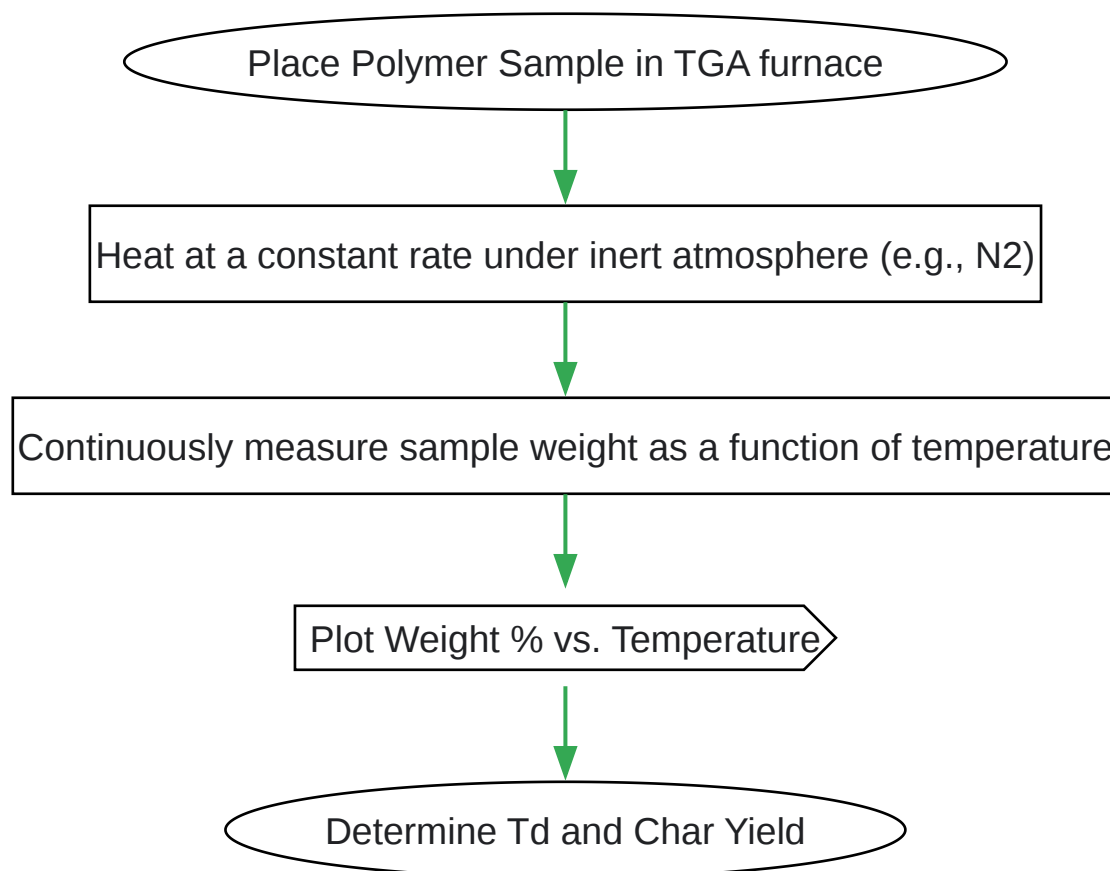 Place Polymer Sample in TGA furnace
Heat at a constant rate under inert atmosphere (e.g., N2)
Continuously measure sample weight as a function of temperature
Plot Weight % vs. Temperature
Determine Td and Char Yield